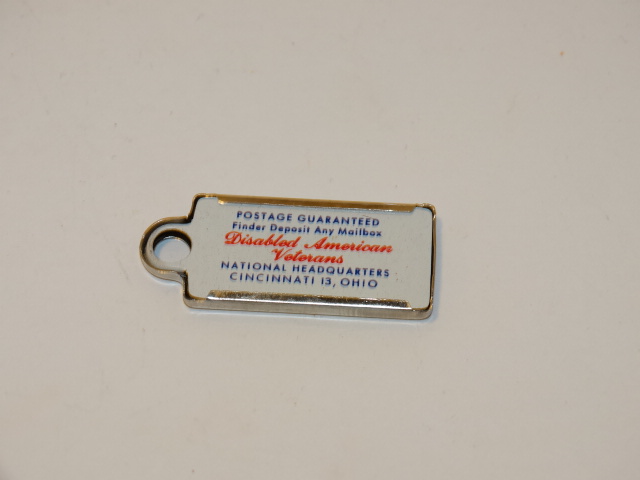 POSTAGE GUARANTEED
Finder Deposit Any Mailbox
Disabled American
Veterans
NATIONAL HEADQUARTERS
CINCINNATI 13, OHIO